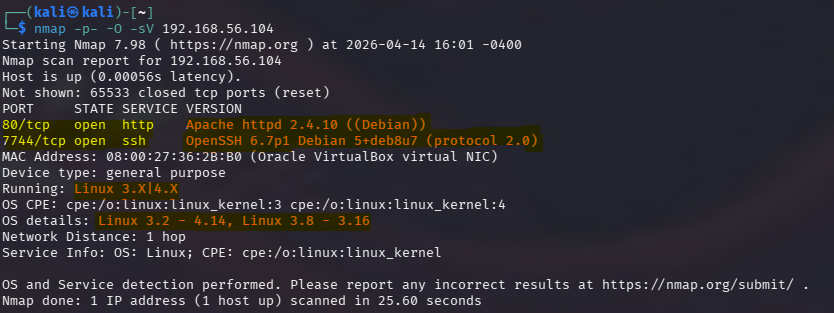 ┌──(kali㉿kali)-[~]
└─$ nmap -p- -O -sV 192.168.56.104
Starting Nmap 7.98 ( https://nmap.org ) at 2026-04-14 16:01 -0400
Nmap scan report for 192.168.56.104
Host is up (0.00056s latency).
Not shown: 65533 closed tcp ports (reset)
PORT     STATE SERVICE VERSION
80/tcp   open  http    Apache httpd 2.4.10 ((Debian))
7744/tcp open  ssh     OpenSSH 6.7p1 Debian 5+deb8u7 (protocol 2.0)
MAC Address: 08:00:27:36:2B:B0 (Oracle VirtualBox virtual NIC)
Device type: general purpose
Running: Linux 3.X|4.X
OS CPE: cpe:/o:linux:linux_kernel:3 cpe:/o:linux:linux_kernel:4
OS details: Linux 3.2 - 4.14, Linux 3.8 - 3.16
Network Distance: 1 hop
Service Info: OS: Linux; CPE: cpe:/o:linux:linux_kernel

OS and Service detection performed. Please report any incorrect results at https://nmap.org/submit/ .
Nmap done: 1 IP address (1 host up) scanned in 25.60 seconds